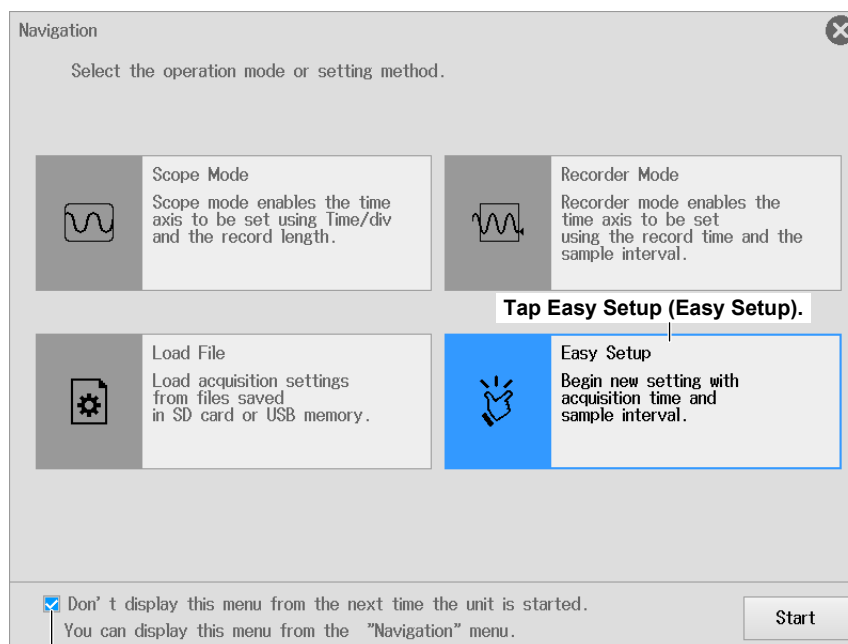 Navigation
Select the operation mode or setting method.
Scope Mode
Scope mode enables the time
axis to be set using Time/div
and the record length.
Recorder Mode
Recorder mode enables the
time axis to be set
using the record time and the
sample interval.
Tap Easy Setup (Easy Setup).
Load File
Load acquisition settings
from files saved
in SD card or USB memory.
Easy Setup
Begin new setting with
acquisition time and
sample interval.
Don't display this menu from the next time the unit is started.
You can display this menu from the "Navigation" menu.
Start